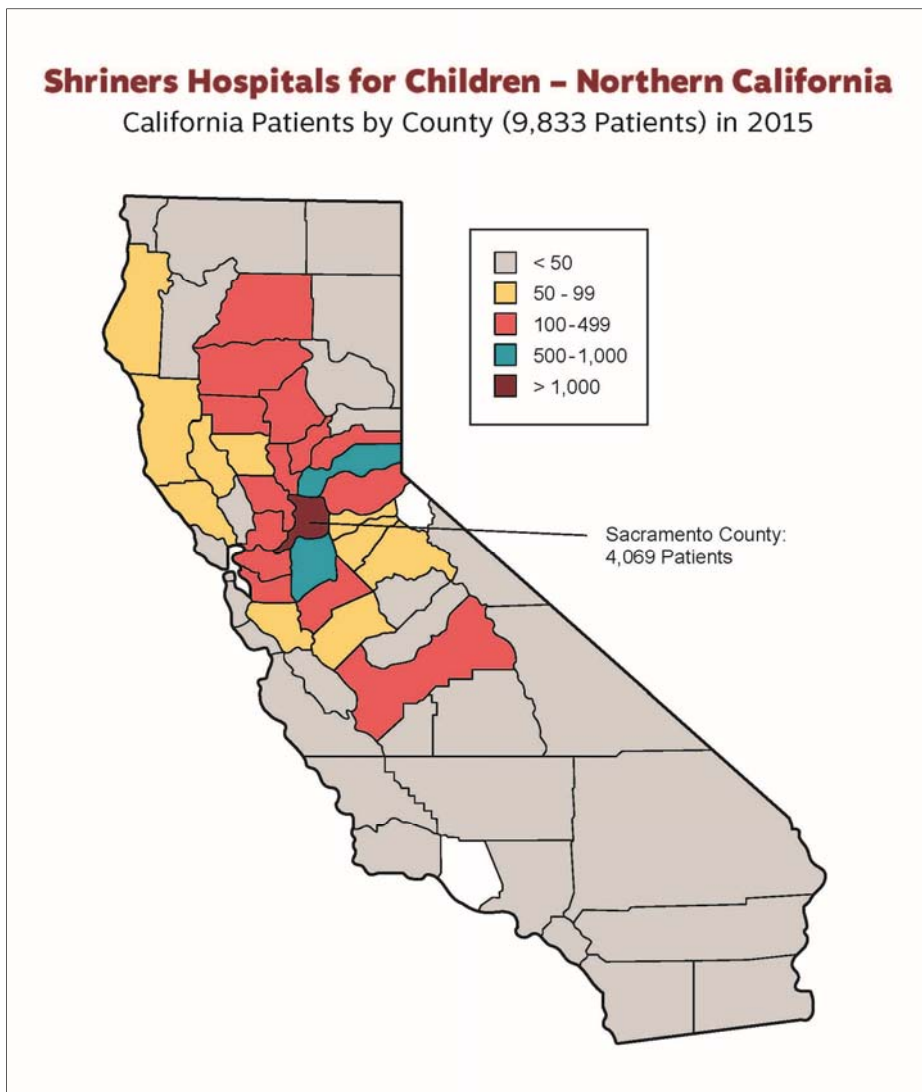 Shriners Hospitals for Children – Northern California
California Patients by County (9,833 Patients) in 2015
< 50
50 - 99
100-499
500-1,000
> 1,000
Sacramento County:
4,069 Patients